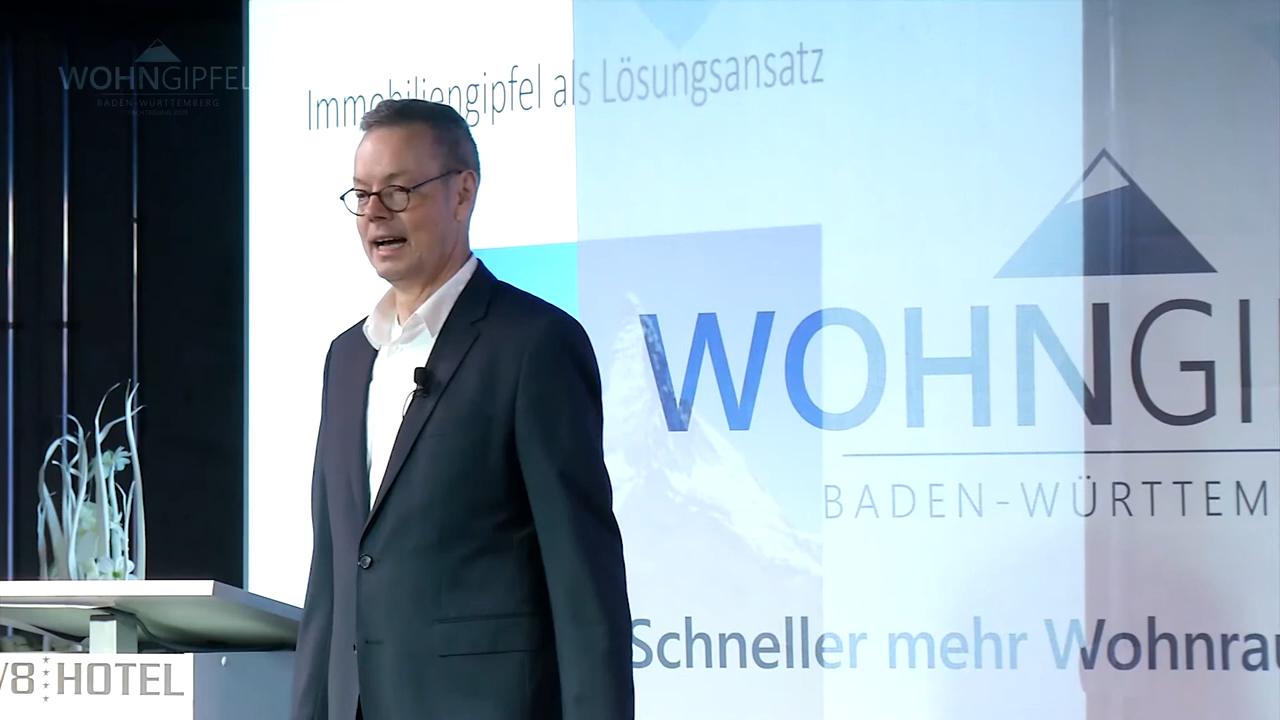 WOHNGIPFEL
BADEN-WÜRTTEMBERG
Immobiliengipfel als Lösungsansatz
WOHNGI
BADEN-WÜRTTEM
Schneller mehr Wohnrau
V8 HOTEL